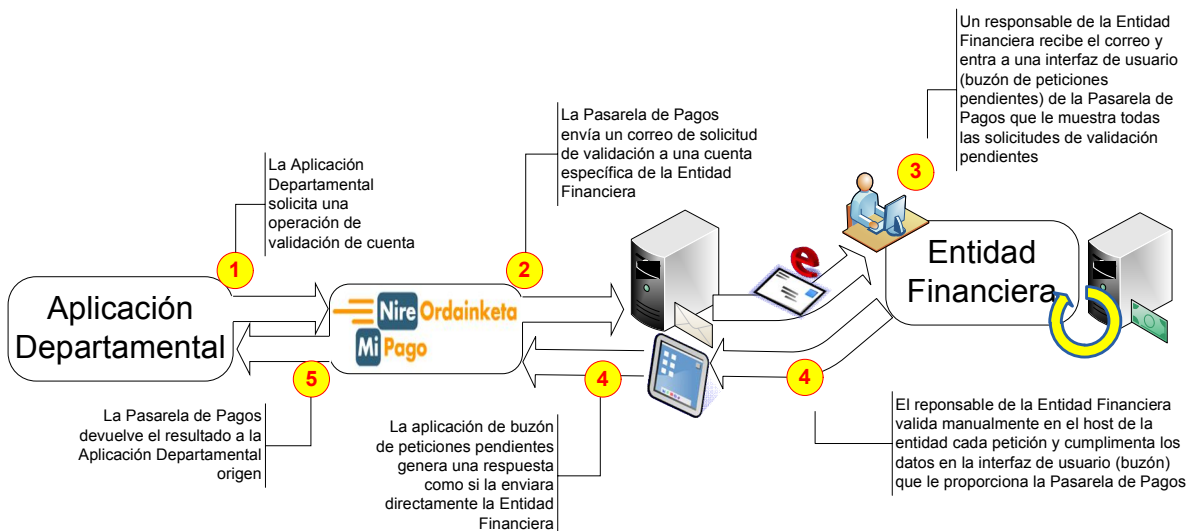 Un responsable de la Entidad
Financiera recibe el correo y
entra a una interfaz de usuario
(buzón de peticiones
pendientes) de la Pasarela de
Pagos que le muestra todas
las solicitudes de validación
pendientes
La Pasarela de Pagos
envía un correo de solicitud
de validación a una cuenta
específica de la Entidad
Financiera
La Aplicación
Departamental
solicita una
operación de
validación de cuenta
3
1
2
e
Entidad
Financiera
Aplicación
Departamental
Nire Ordainketa
Mi Pago
5
4
4
La Pasarela de Pagos
devuelve el resultado a la
Aplicación Departamental
origen
La aplicación de buzón
de peticiones pendientes
genera una respuesta
como si la enviara
directamente la Entidad
Financiera
El reponsable de la Entidad Financiera
valida manualmente en el host de la
entidad cada petición y cumplimenta los
datos en la interfaz de usuario (buzón)
que le proporciona la Pasarela de Pagos